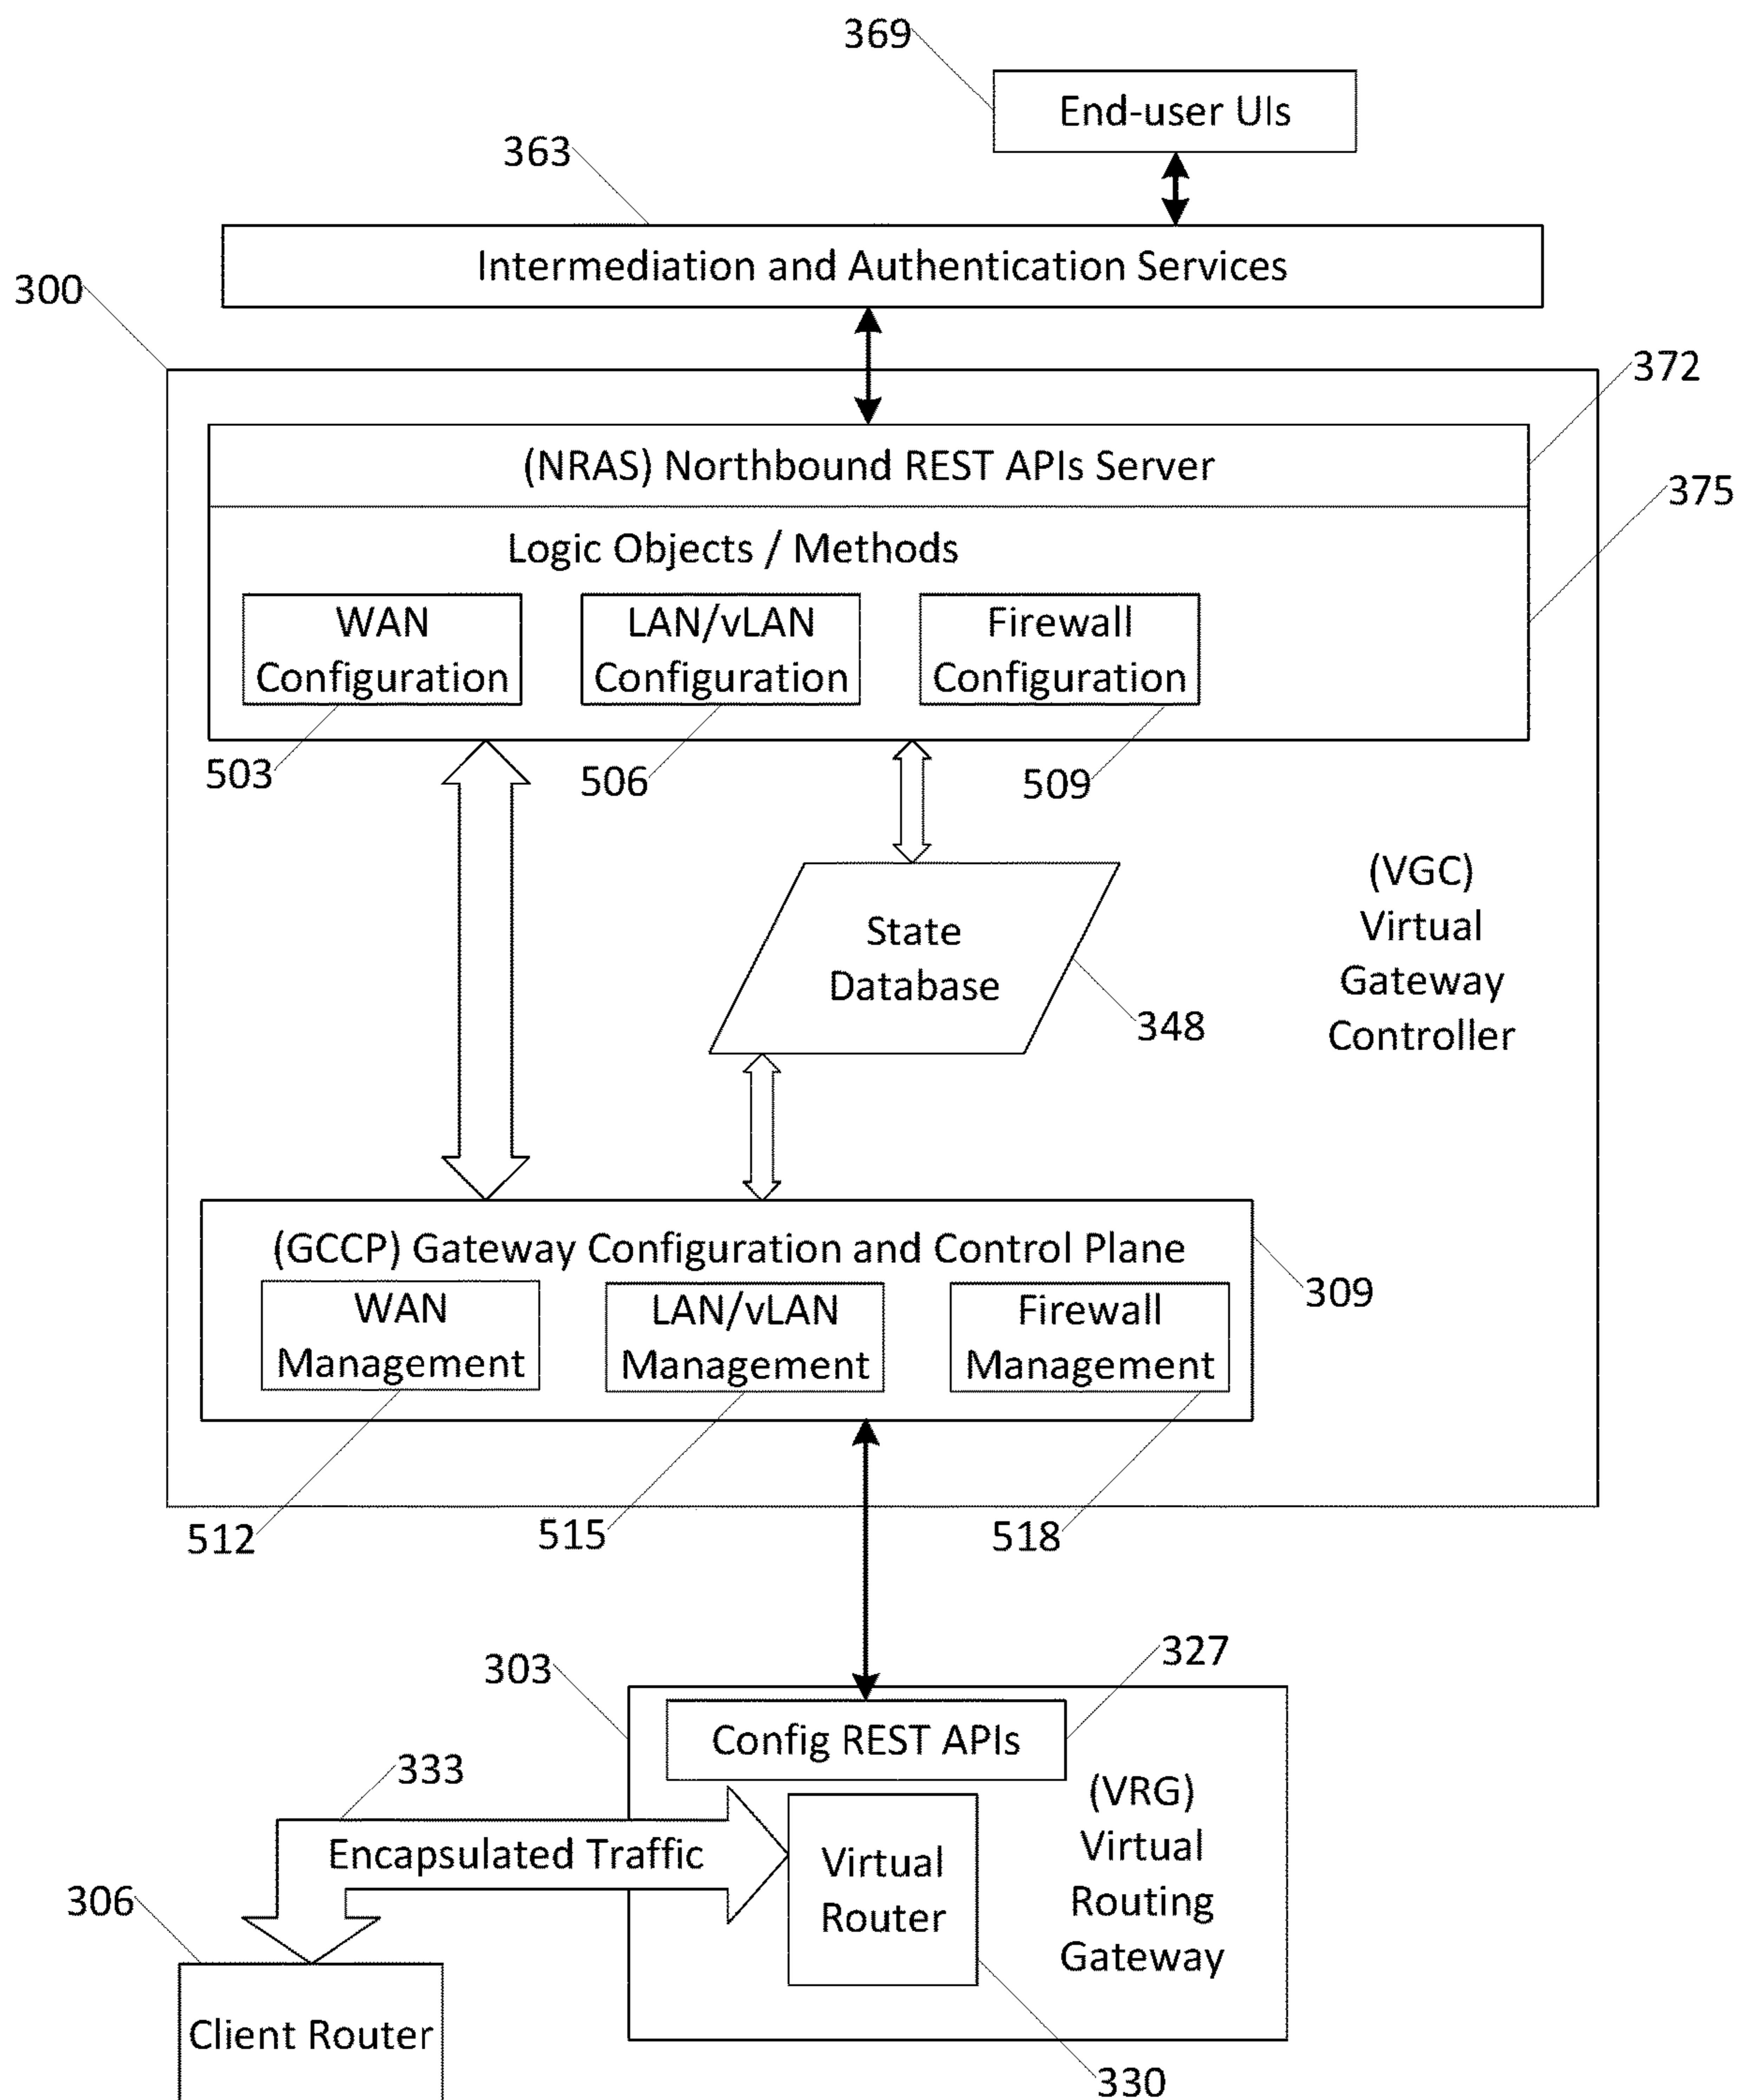 369
End-user UIs
363
Intermediation and Authentication Services
300
372
(NRAS) Northbound REST APIs Server
375
Logic Objects / Methods
WAN
Configuration
LAN/vLAN
Configuration
Firewall
Configuration
503
506
509
State
Database
348
(VGC)
Virtual
Gateway
Controller
(GCCP) Gateway Configuration and Control Plane
309
WAN
Management
LAN/vLAN
Management
Firewall
Management
512
515
518
303
327
Config REST APIs
333
Encapsulated Traffic
(VRG)
Virtual
Routing
Gateway
Virtual
Router
306
Client Router
330